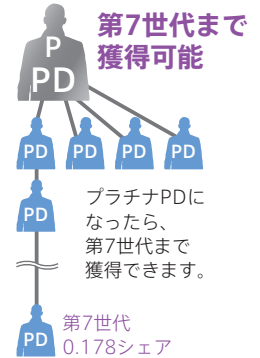 第7世代まで
獲得可能
P
PD
PD PD PD PD
PD
プラチナPDに
なったら、
第7世代まで
獲得できます。
PD
第7世代
0.178シェア